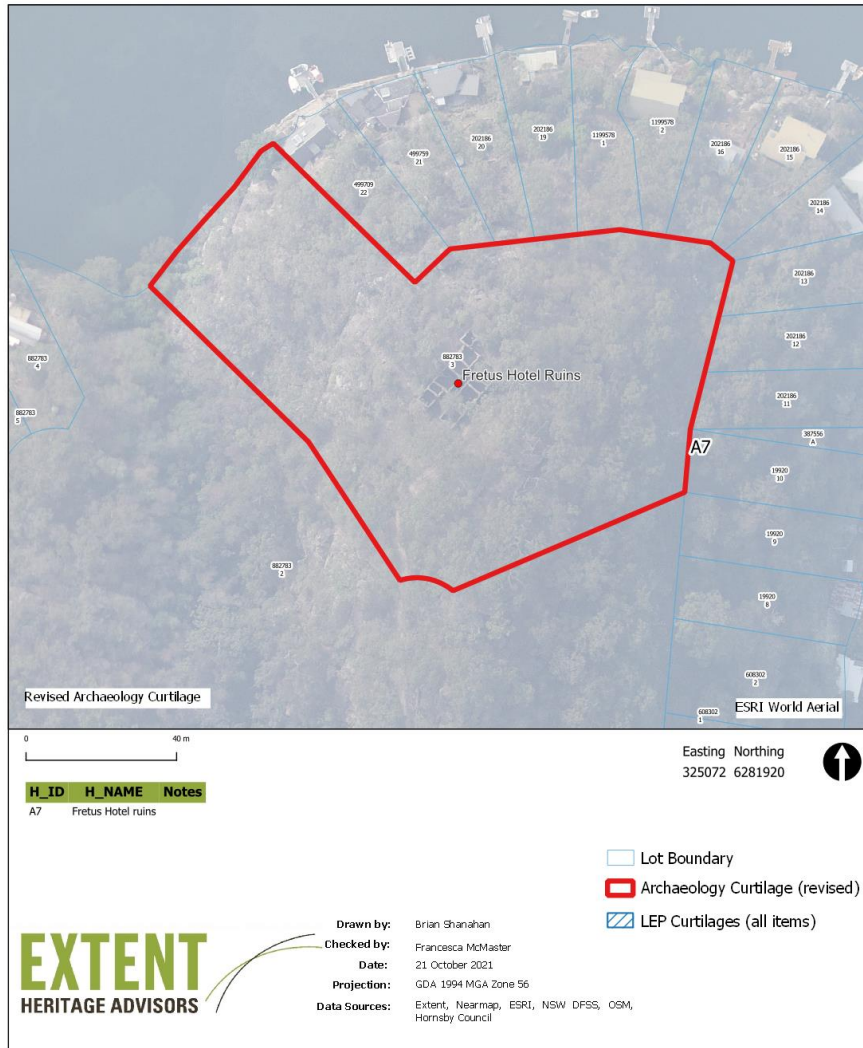 499759
21
202186
20
202186
19
1199578
1
1199578
2
202186
16
202186
15
499709
22
202186
14
202186
13
882783
4
882783
3
Fretus Hotel Ruins
202186
12
882783
5
202186
11
387556
A
A7
19920
10
19920
9
882783
2
19920
8
608302
2
608302
1
Revised Archaeology Curtilage
ESRI World Aerial
0 40 m
Easting Northing
325072 6281920
H_ID H_NAME Notes
A7 Fretus Hotel ruins
Lot Boundary
Archaeology Curtilage (revised)
LEP Curtilages (all items)
EXTENT
HERITAGE ADVISORS
Drawn by: Brian Shanahan
Checked by: Francesca McMaster
Date: 21 October 2021
Projection: GDA 1994 MGA Zone 56
Data Sources: Extent, Nearmap, ESRI, NSW DFSS, OSM,
Hornsby Council